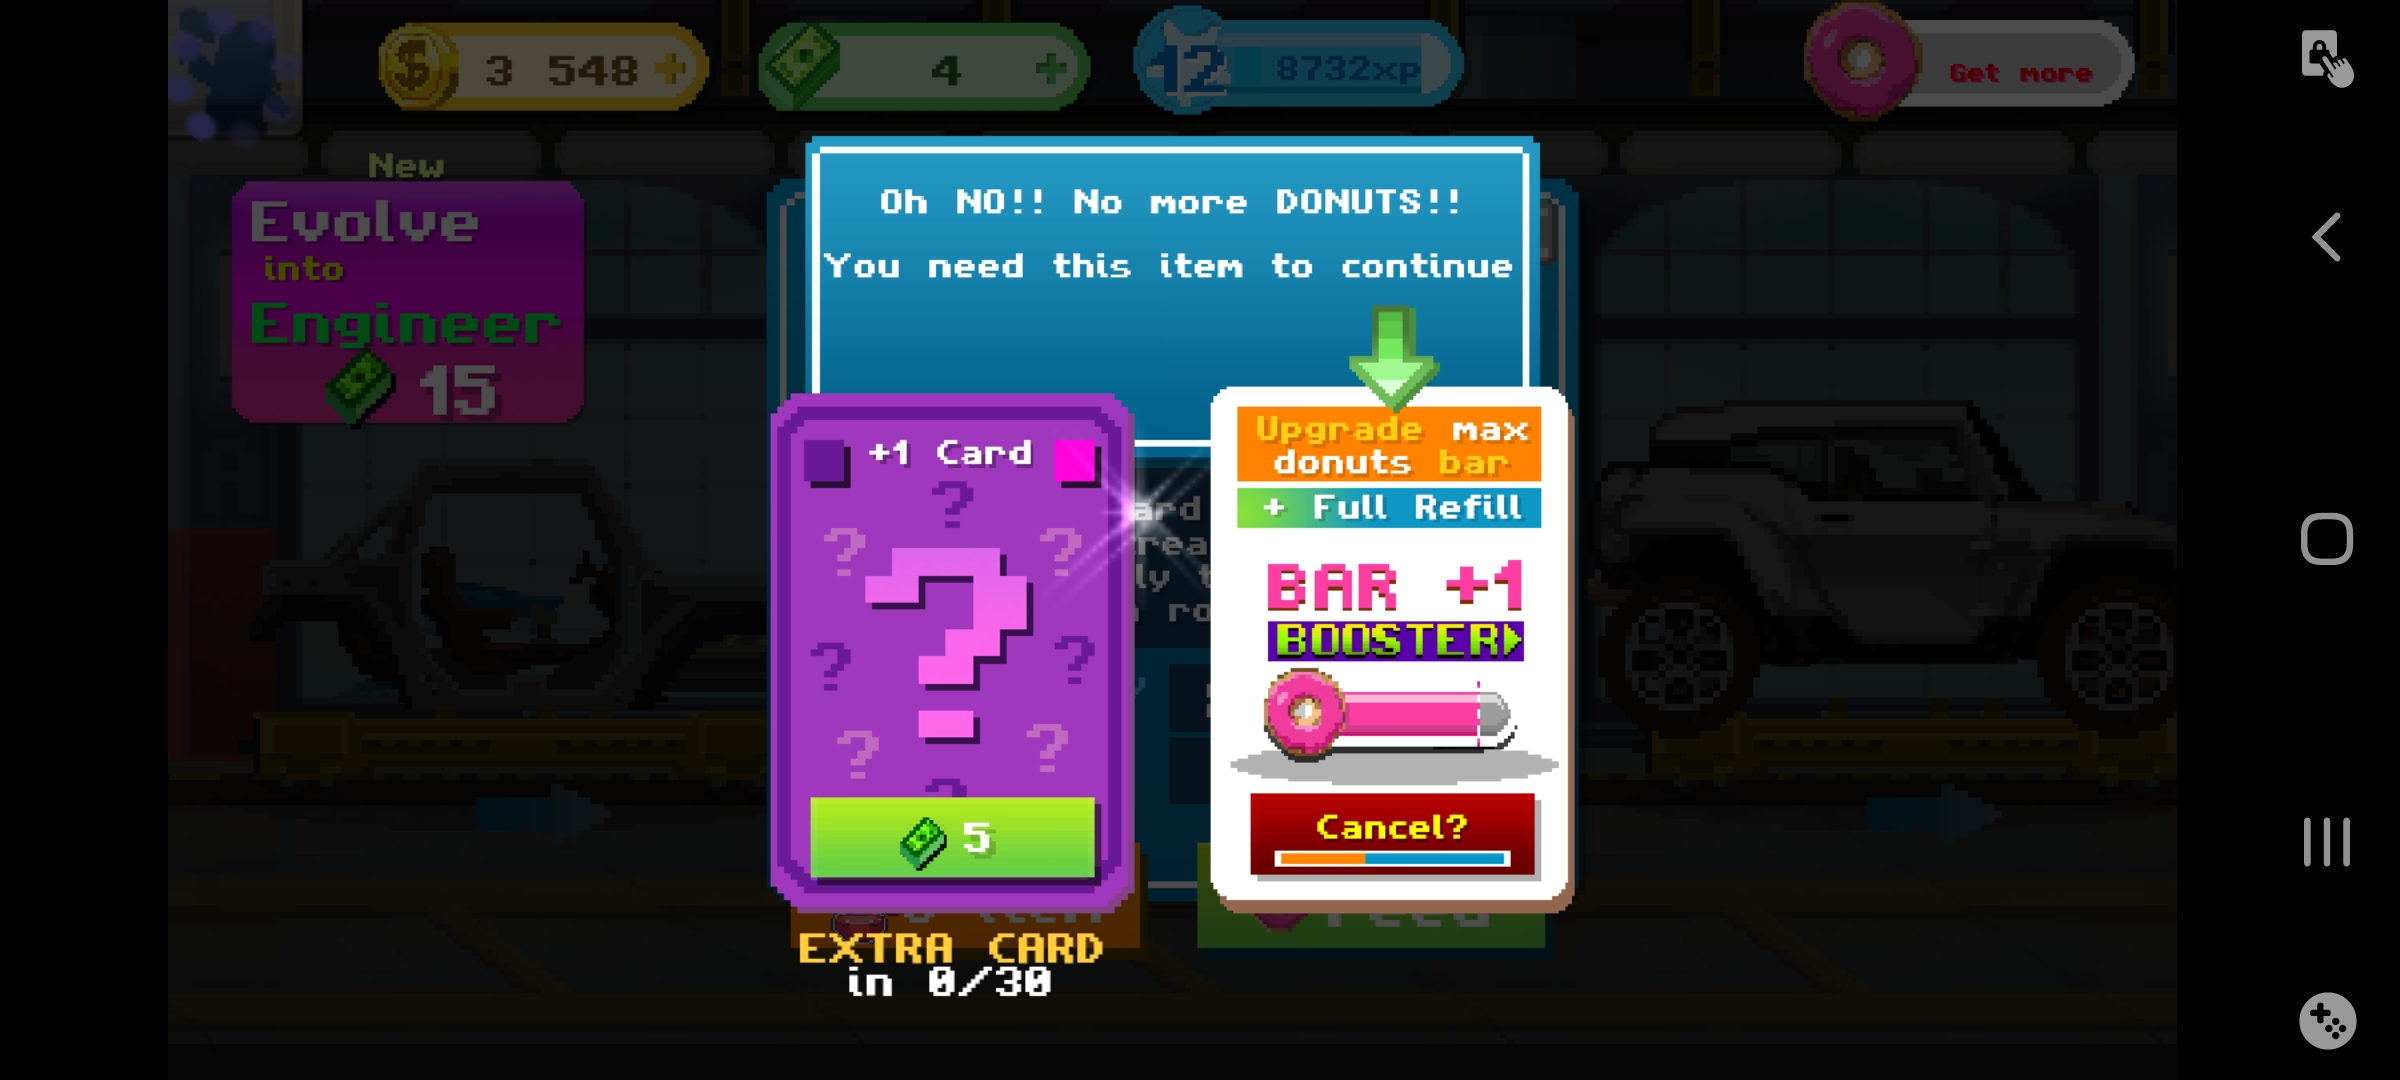 3 548 +
4 +
12 8732xp
Get more
New
Evolve
into
Engineer
15
Oh NO!! No more DONUTS!!
You need this item to continue
+1 Card
?
5
EXTRA CARD
in 0/30
Upgrade max
donuts bar
+ Full Refill
BAR +1
BOOSTER
Cancel?